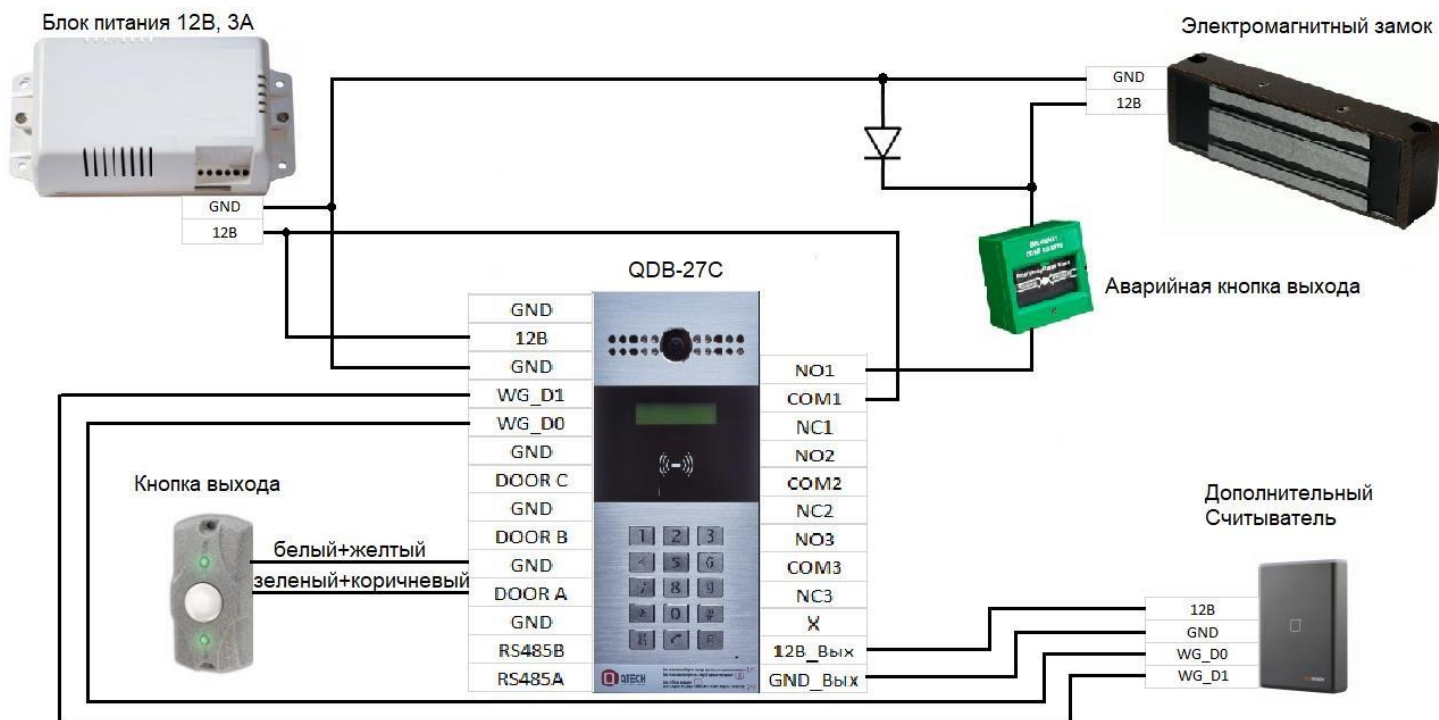 Блок питания 12В, 3А
Электромагнитный замок
GND
12В
GND
12В
QDB-27C
Аварийная кнопка выхода
GND
12В
GND
WG_D1
WG_D0
GND
DOOR C
GND
DOOR B
GND
DOOR A
GND
RS485B
RS485A
NO1
COM1
NC1
NO2
COM2
NC2
NO3
COM3
NC3
X
12В_Вых
GND_Вых
1 2 3
5 6
7 8 9
0 #
QTECH
Кнопка выхода
белый+желтый
зеленый+коричневый
Дополнительный
Считыватель
12В
GND
WG_D0
WG_D1